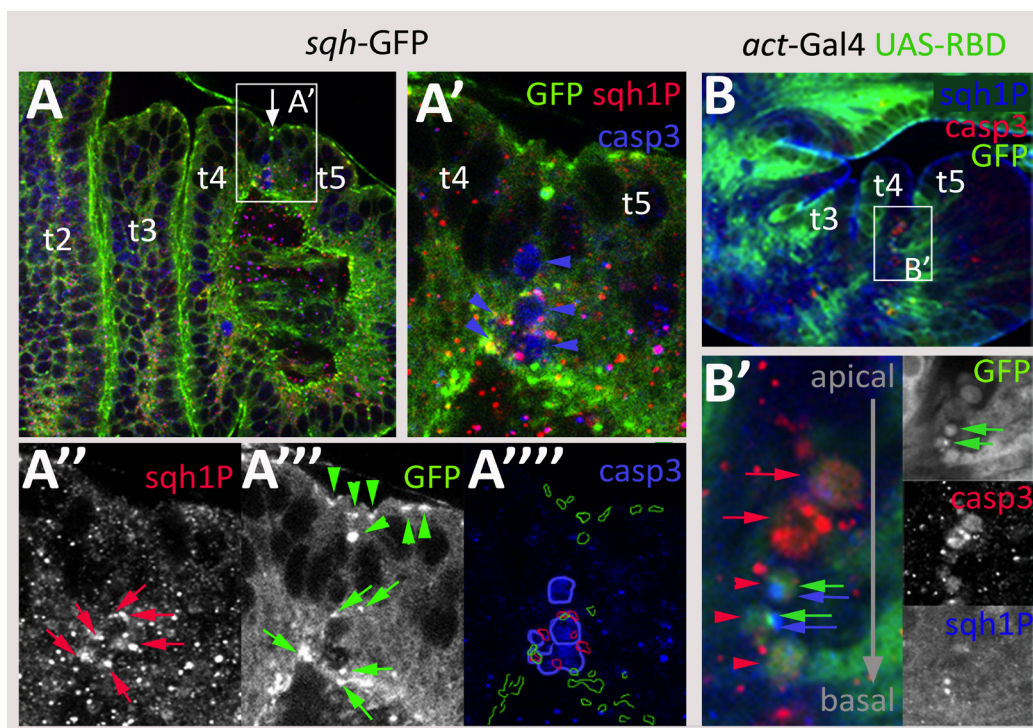 sqh-GFP
act-Gal4 UAS-RBD
A
A'
t2
t3
t4
t5
A'
GFP sqh1P
casp3
t4
t5
B
sqh1P
casp3
GFP
t3
t4
t5
B'
A''
sqh1P
A'''
GFP
A''''
casp3
B'
apical
basal
GFP
casp3
sqh1P